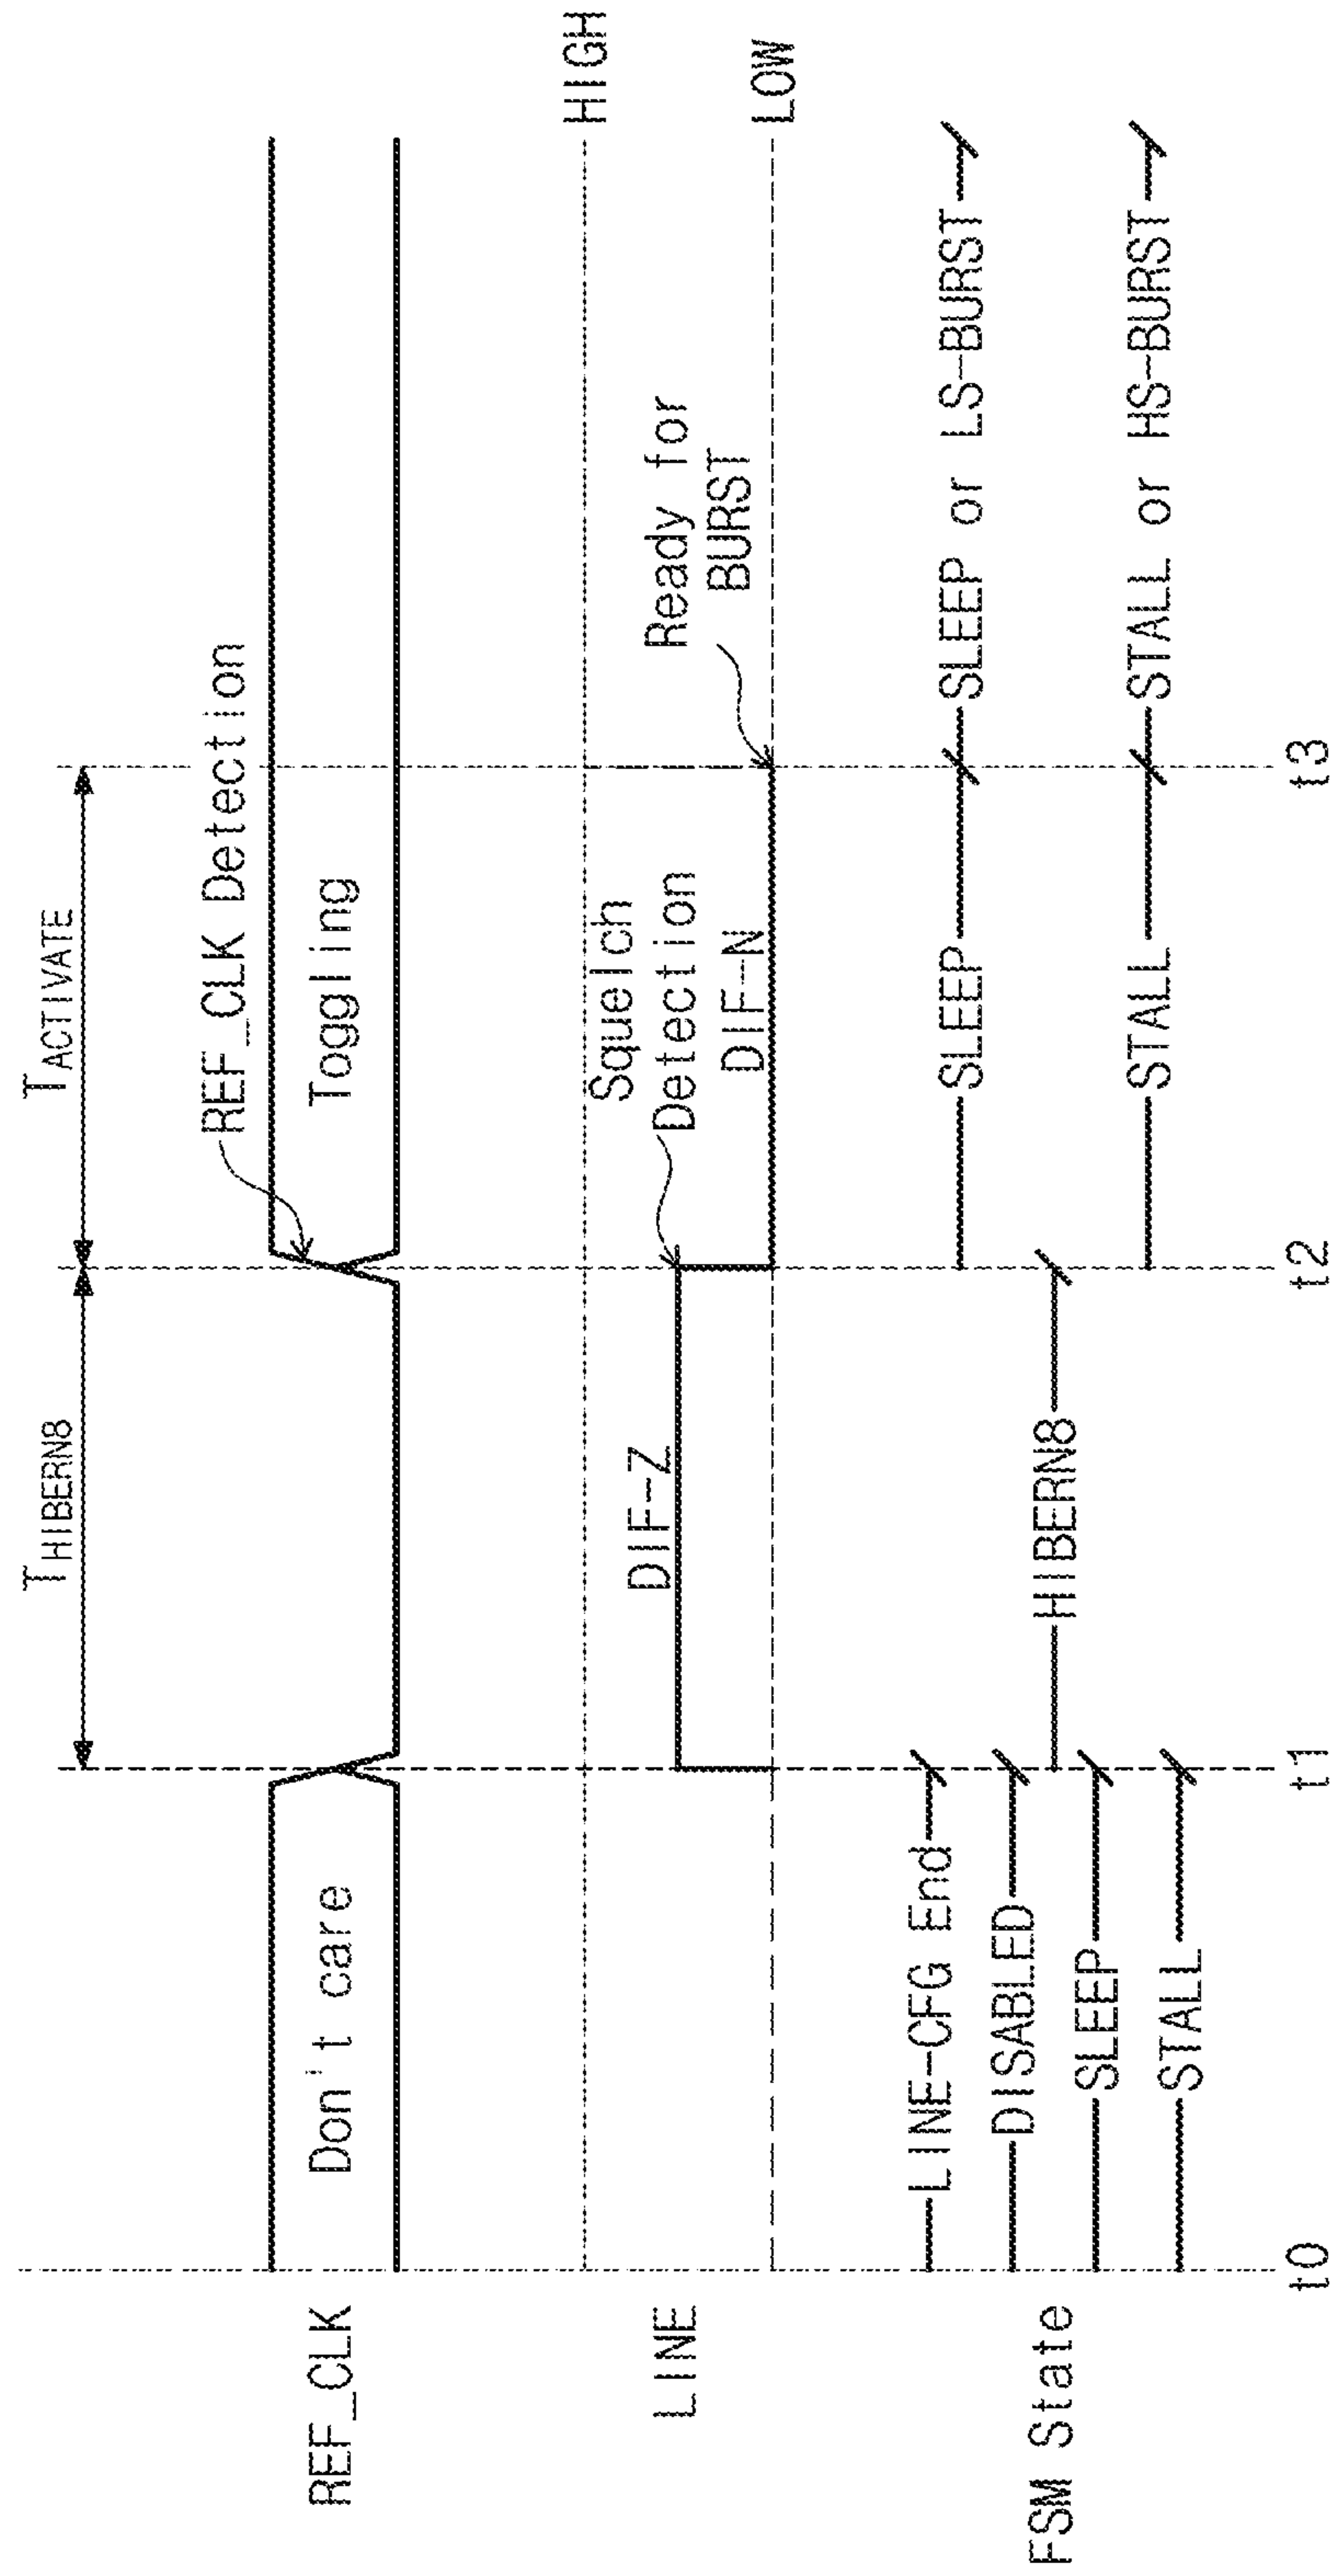 THIBERN8
TACTIVATE
REF_CLK Detection
REF_CLK
Don't care
Toggling
HIGH
LINE
DIF-Z
Squelch
Detection
DIF-N
Ready for
BURST
LOW
FSM State
LINE-CFG End
DISABLED
SLEEP
STALL
HIBERN8
SLEEP
STALL
SLEEP or LS-BURST
STALL or HS-BURST
t0
t1
t2
t3